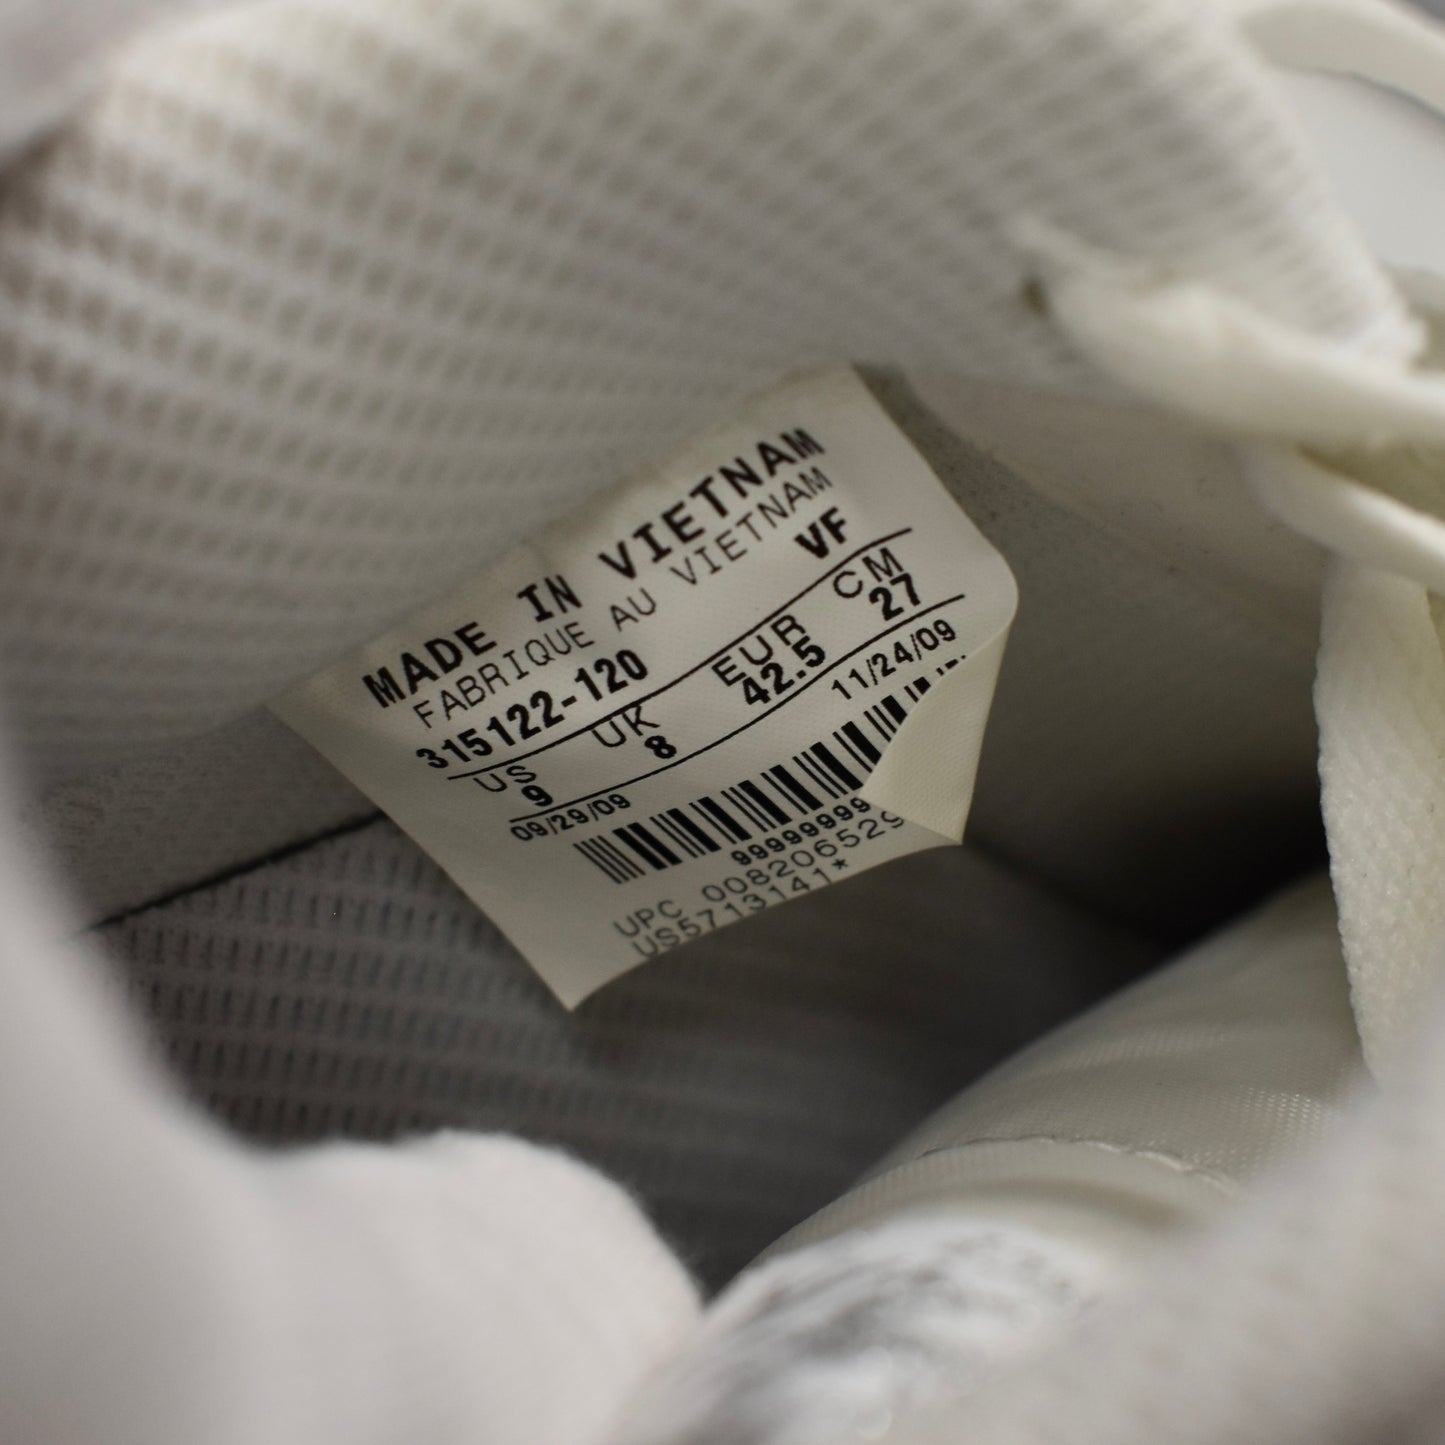 MADE IN VIETNAM
FABRIQUE AU VIETNAM
315122-120 VF
US UK EUR CM
9 8 42.5 27
09/29/09 11/24/09
99999999
UPC 00820652
US5713141*